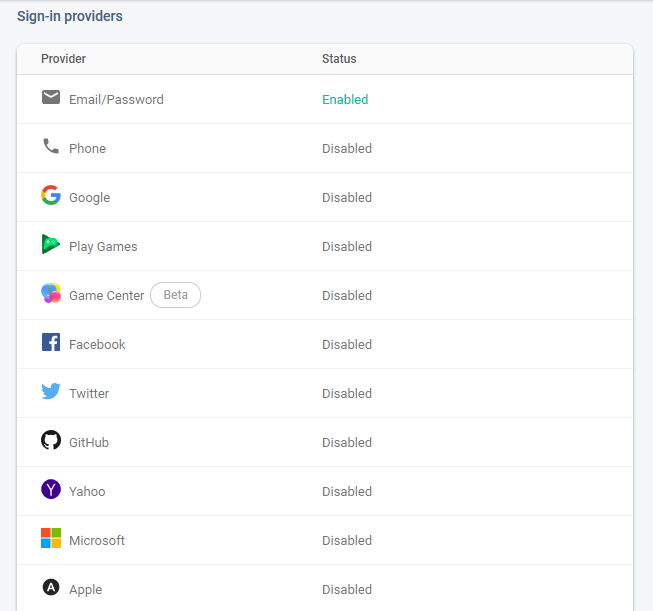 Sign-in providers
Provider Status
Email/Password Enabled
Phone Disabled
Google Disabled
Play Games Disabled
Game Center Beta Disabled
Facebook Disabled
Twitter Disabled
GitHub Disabled
Yahoo Disabled
Microsoft Disabled
Apple Disabled